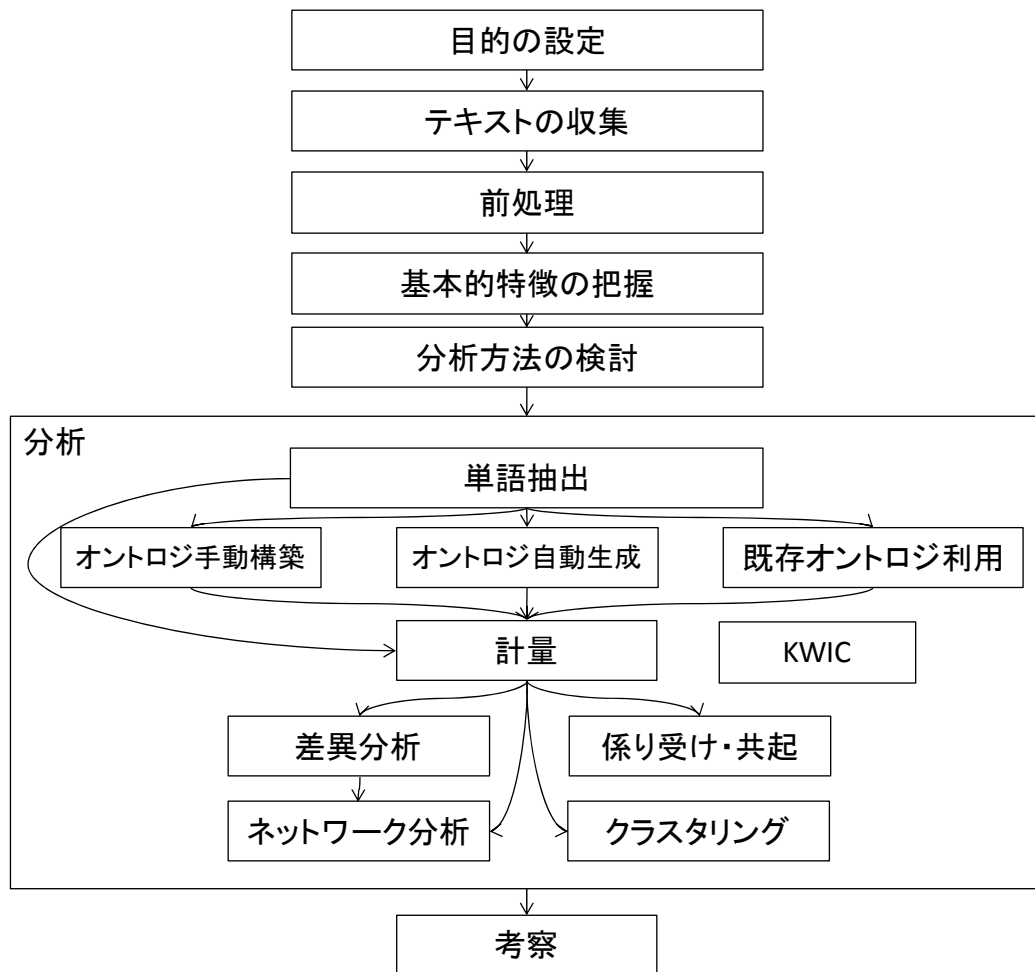 目的の設定
テキストの収集
前処理
基本的特徴の把握
分析方法の検討
分析
単語抽出
オントロジ手動構築
オントロジ自動生成
既存オントロジ利用
計量
KWIC
差異分析
係り受け・共起
ネットワーク分析
クラスタリング
考察